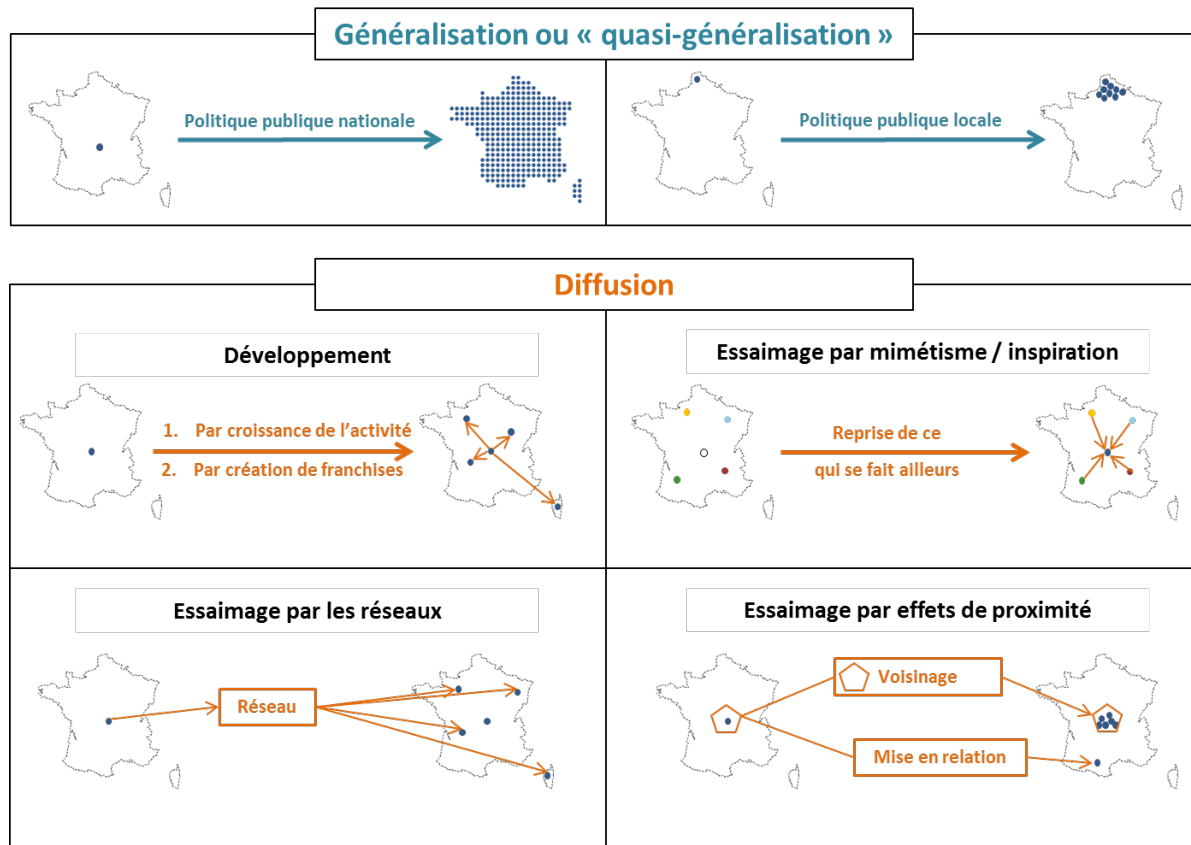 Généralisation ou « quasi-généralisation »
Politique publique nationale
Politique publique locale
Diffusion
Développement
1. Par croissance de l'activité
2. Par création de franchises
Essaimage par mimétisme / inspiration
Reprise de ce
qui se fait ailleurs
Essaimage par les réseaux
Réseau
Essaimage par effets de proximité
Voisinage
Mise en relation